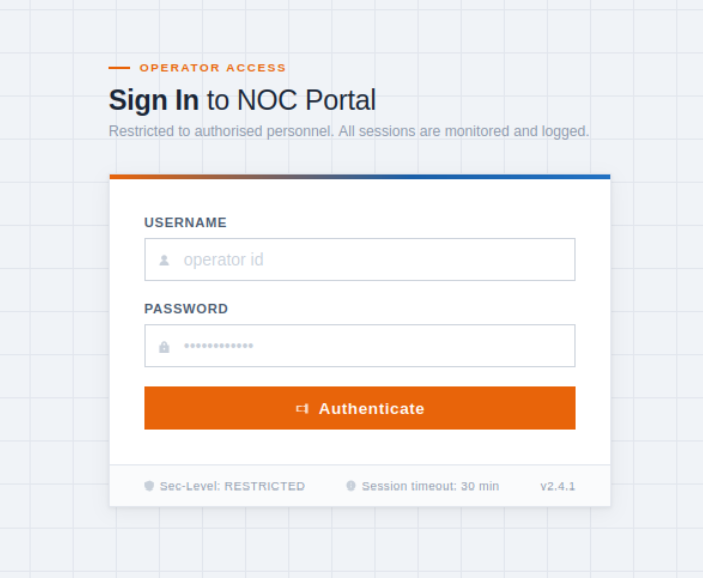 OPERATOR ACCESS
Sign In to NOC Portal
Restricted to authorised personnel. All sessions are monitored and logged.
USERNAME
operator id
PASSWORD
••••••••••••
Authenticate
Sec-Level: RESTRICTED Session timeout: 30 min v2.4.1